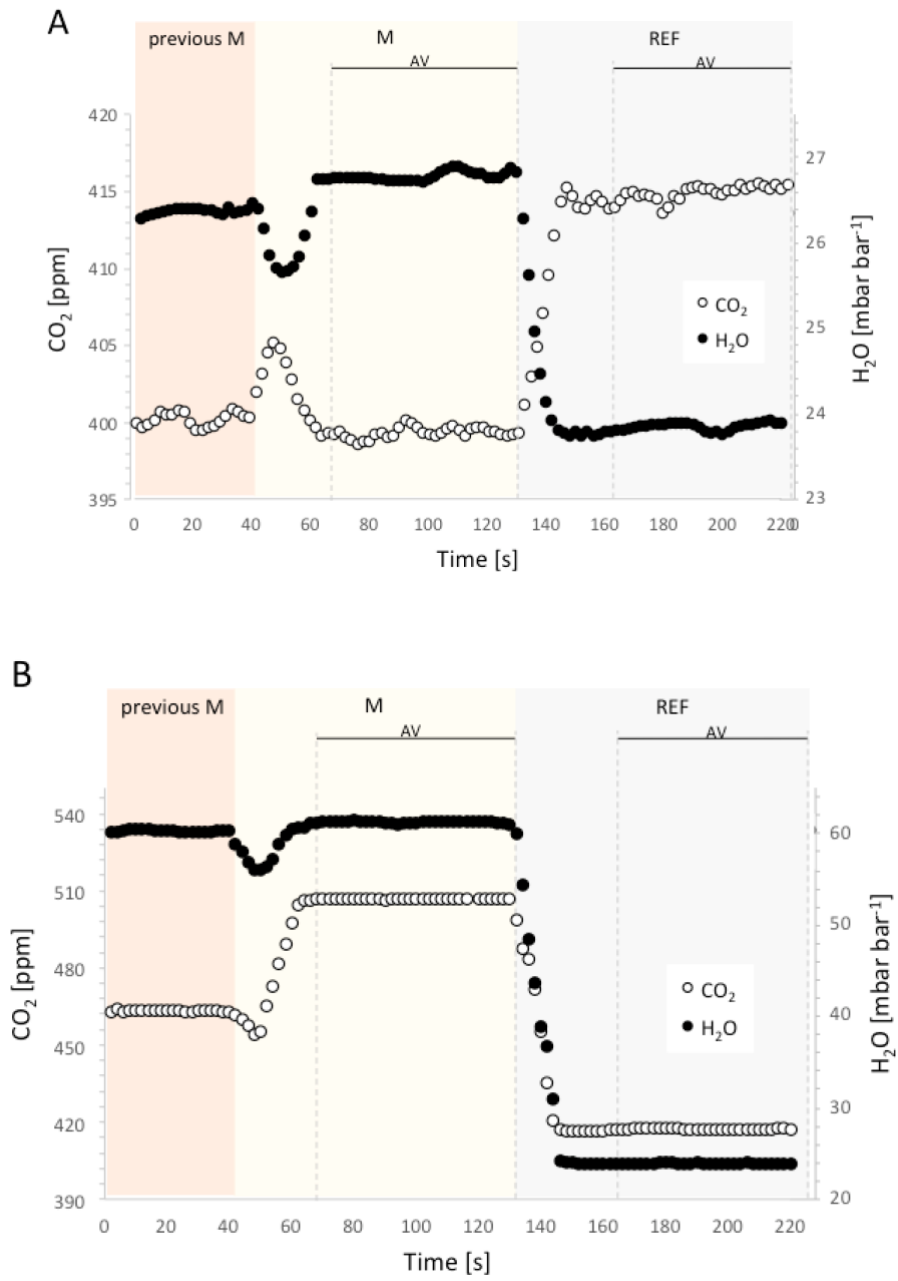 A
previous M
M
REF
AV
AV
420
415
410
405
400
395
CO₂ [ppm]
27
26
25
24
23
H₂O [mbar bar⁻¹]
CO₂
H₂O
0 20 40 60 80 100 120 140 160 180 200 220
Time [s]
B
previous M
M
REF
AV
AV
540
510
480
450
420
390
CO₂ [ppm]
60
50
40
30
20
H₂O [mbar bar⁻¹]
CO₂
H₂O
0 20 40 60 80 100 120 140 160 180 200 220
Time [s]